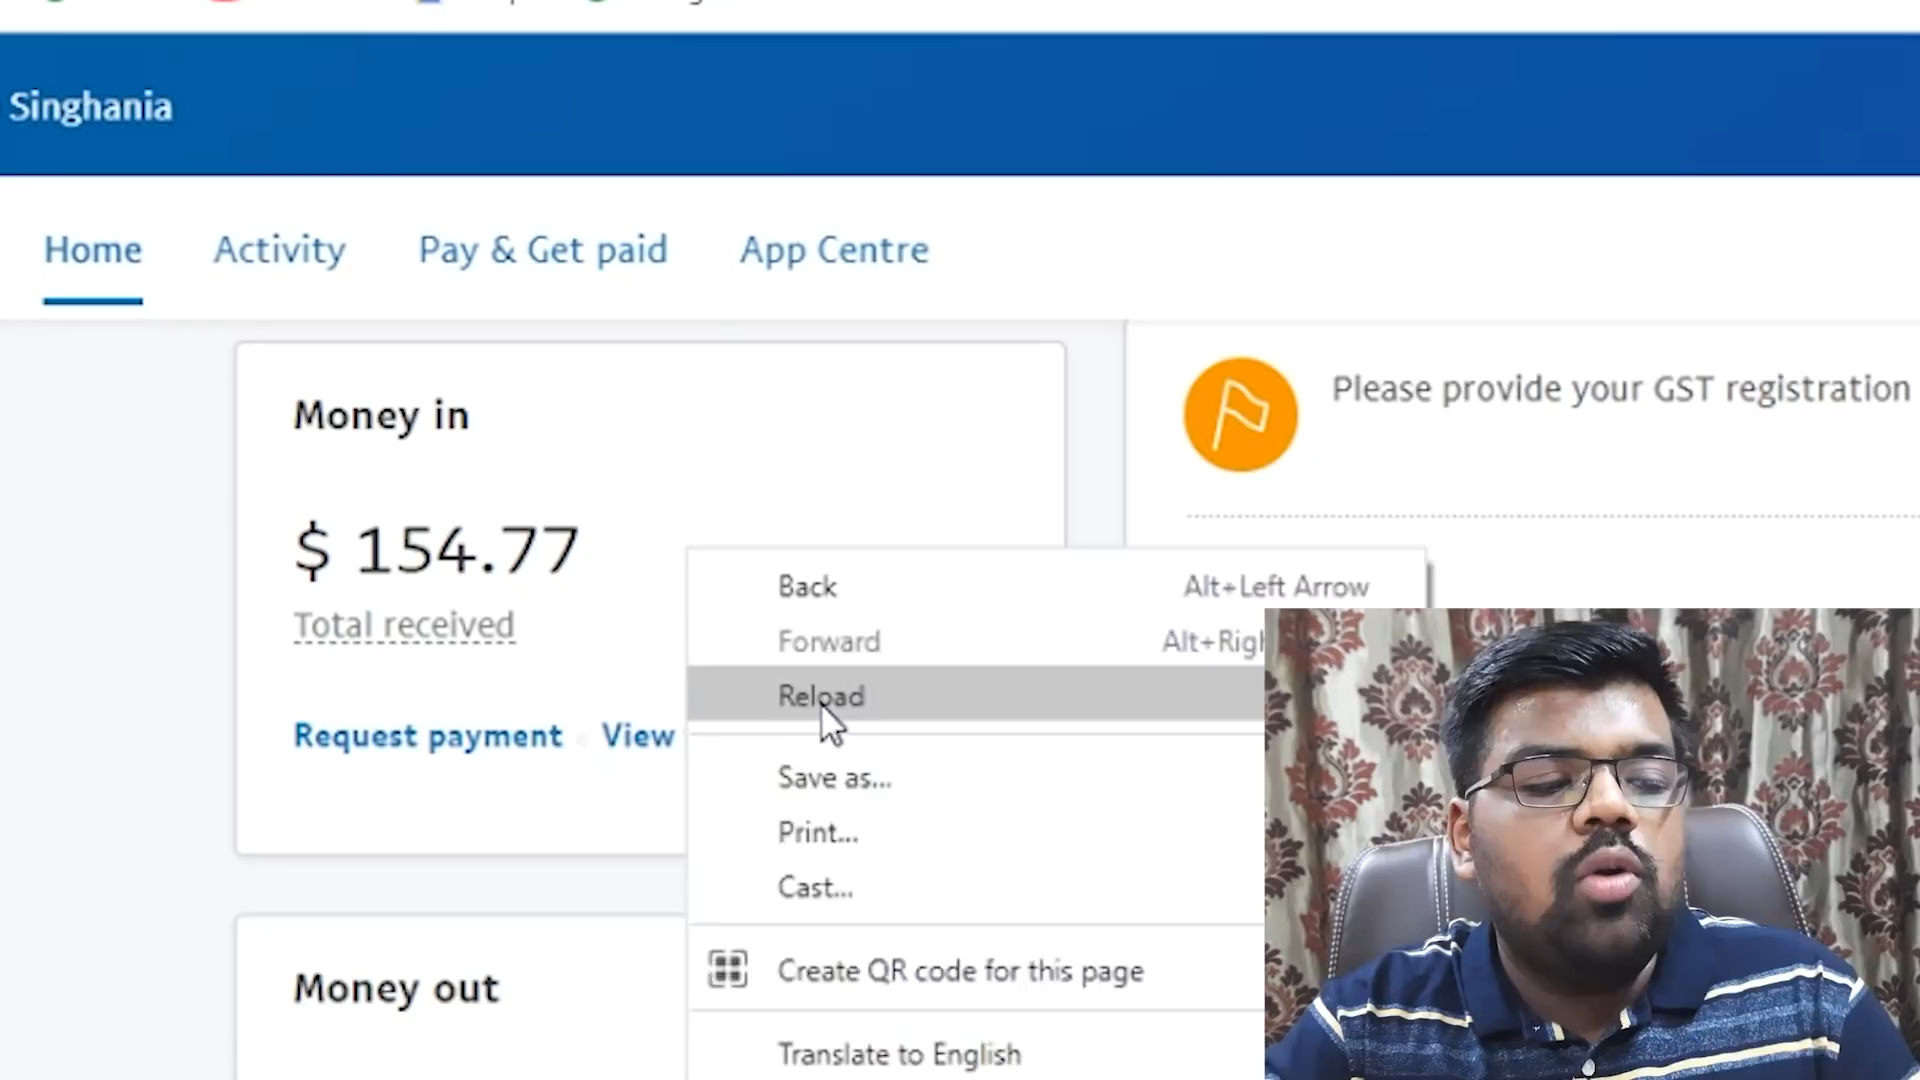 Singhania
Home Activity Pay & Get paid App Centre
Money in
$ 154.77
Total received
Request payment View
Please provide your GST registration
Back Alt+Left Arrow
Forward
Reload
Save as...
Print...
Cast...
Create QR code for this page
Translate to English
Money out